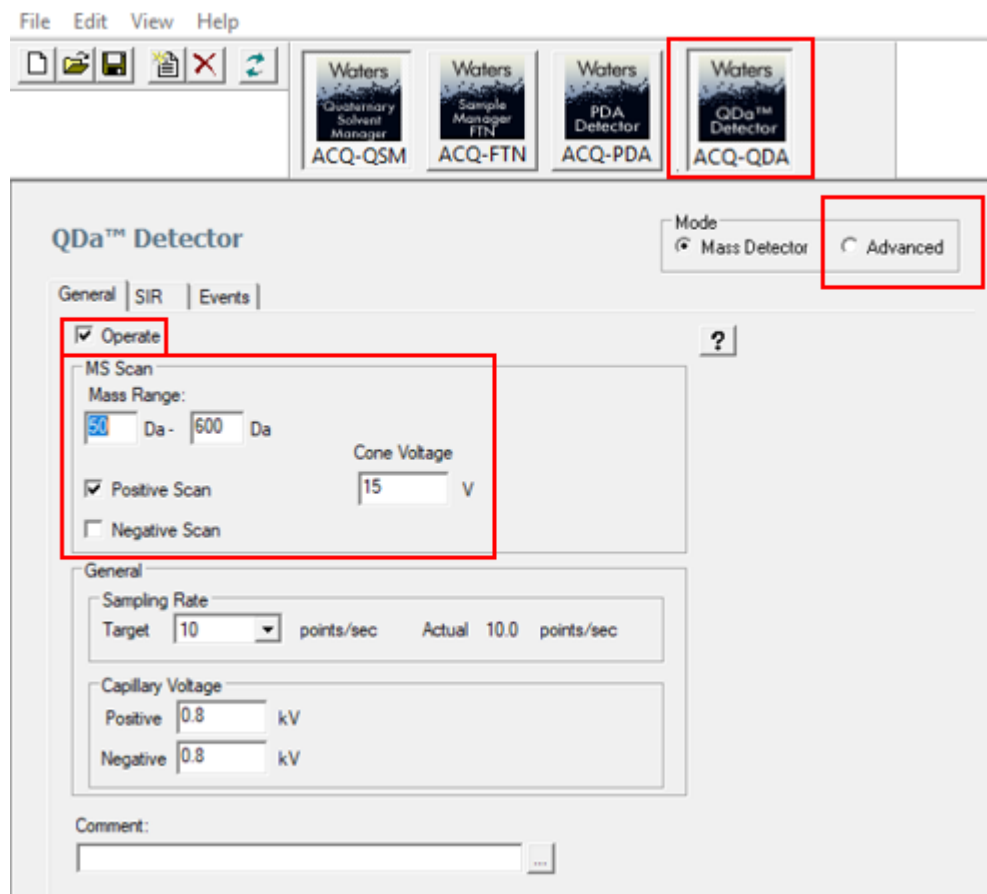 File Edit View Help
Waters Quaternary Solvent Manager ACQ-QSM
Waters Sample Manager FTN ACQ-FTN
Waters PDA Detector ACQ-PDA
Waters QDa™ Detector ACQ-QDA
QDa™ Detector
Mode
Mass Detector Advanced
General SIR Events
Operate
?
MS Scan
Mass Range:
50 Da - 600 Da
Cone Voltage
Positive Scan 15 V
Negative Scan
General
Sampling Rate
Target 10 points/sec Actual 10.0 points/sec
Capillary Voltage
Positive 0.8 kV
Negative 0.8 kV
Comment:
...